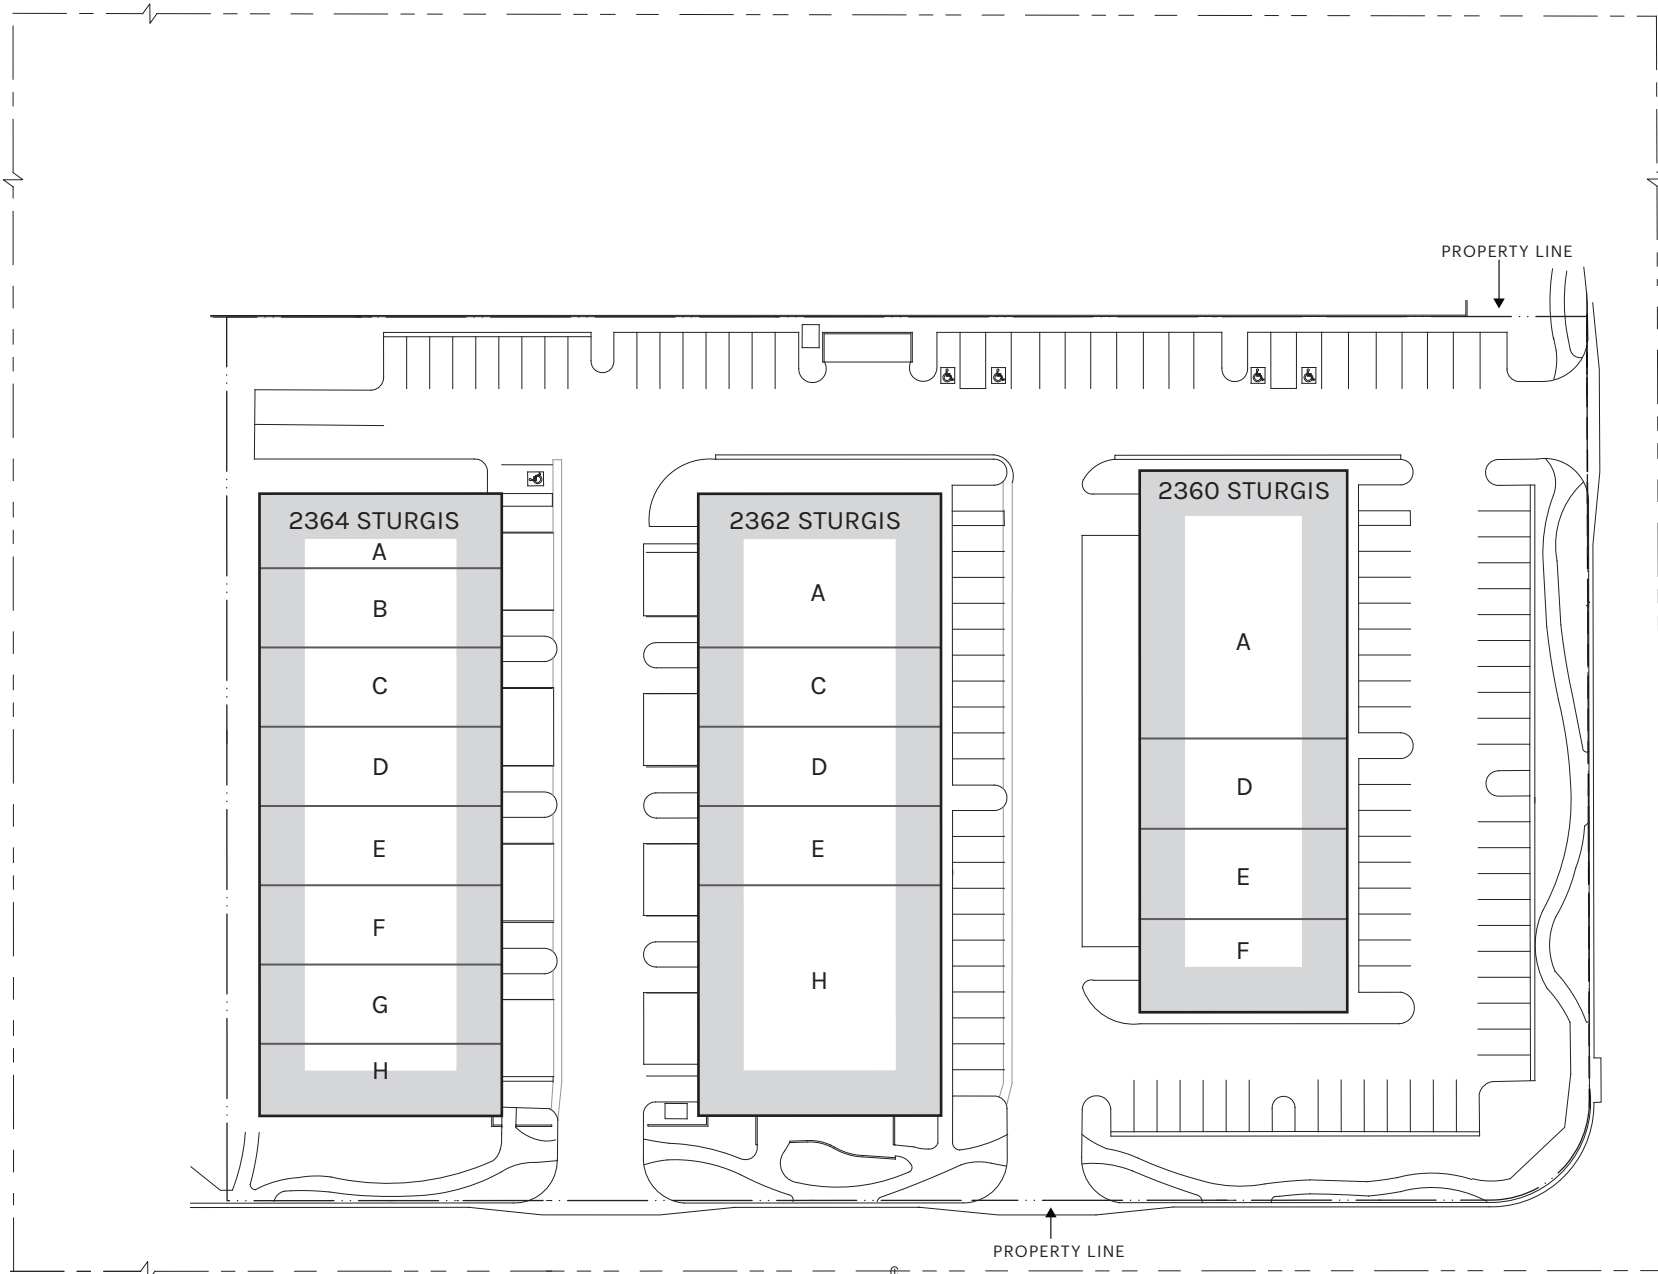 PROPERTY LINE
2364 STURGIS
A
B
C
D
E
F
G
H
2362 STURGIS
A
C
D
E
H
2360 STURGIS
A
D
E
F
PROPERTY LINE